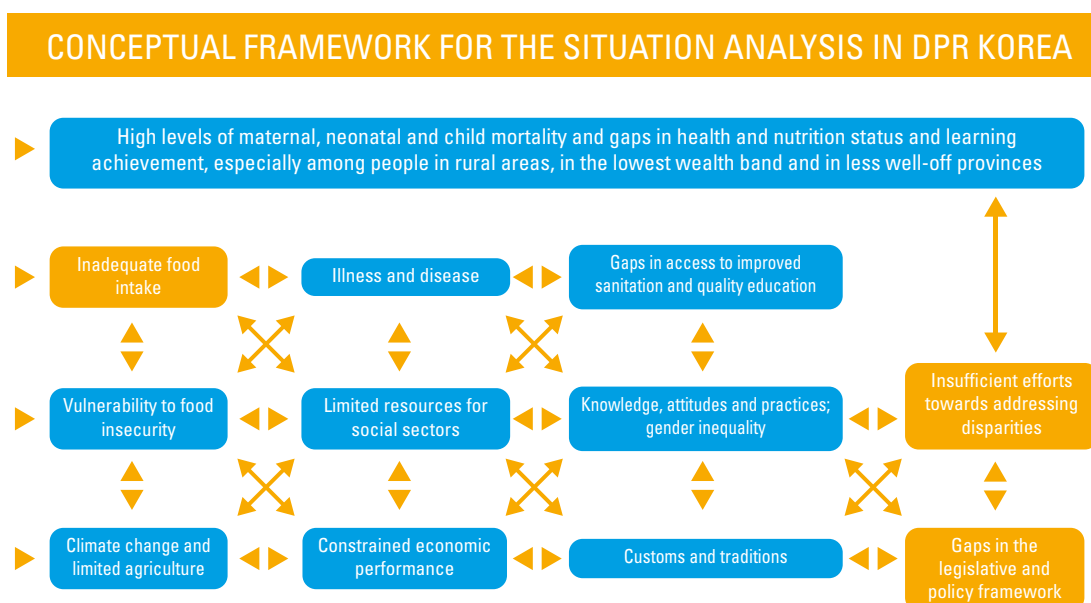 CONCEPTUAL FRAMEWORK FOR THE SITUATION ANALYSIS IN DPR KOREA
High levels of maternal, neonatal and child mortality and gaps in health and nutrition status and learning
achievement, especially among people in rural areas, in the lowest wealth band and in less well-off provinces
Inadequate food
intake
Illness and disease
Gaps in access to improved
sanitation and quality education
Vulnerability to food
insecurity
Limited resources for
social sectors
Knowledge, attitudes and practices;
gender inequality
Insufficient efforts
towards addressing
disparities
Climate change and
limited agriculture
Constrained economic
performance
Customs and traditions
Gaps in the
legislative and
policy framework